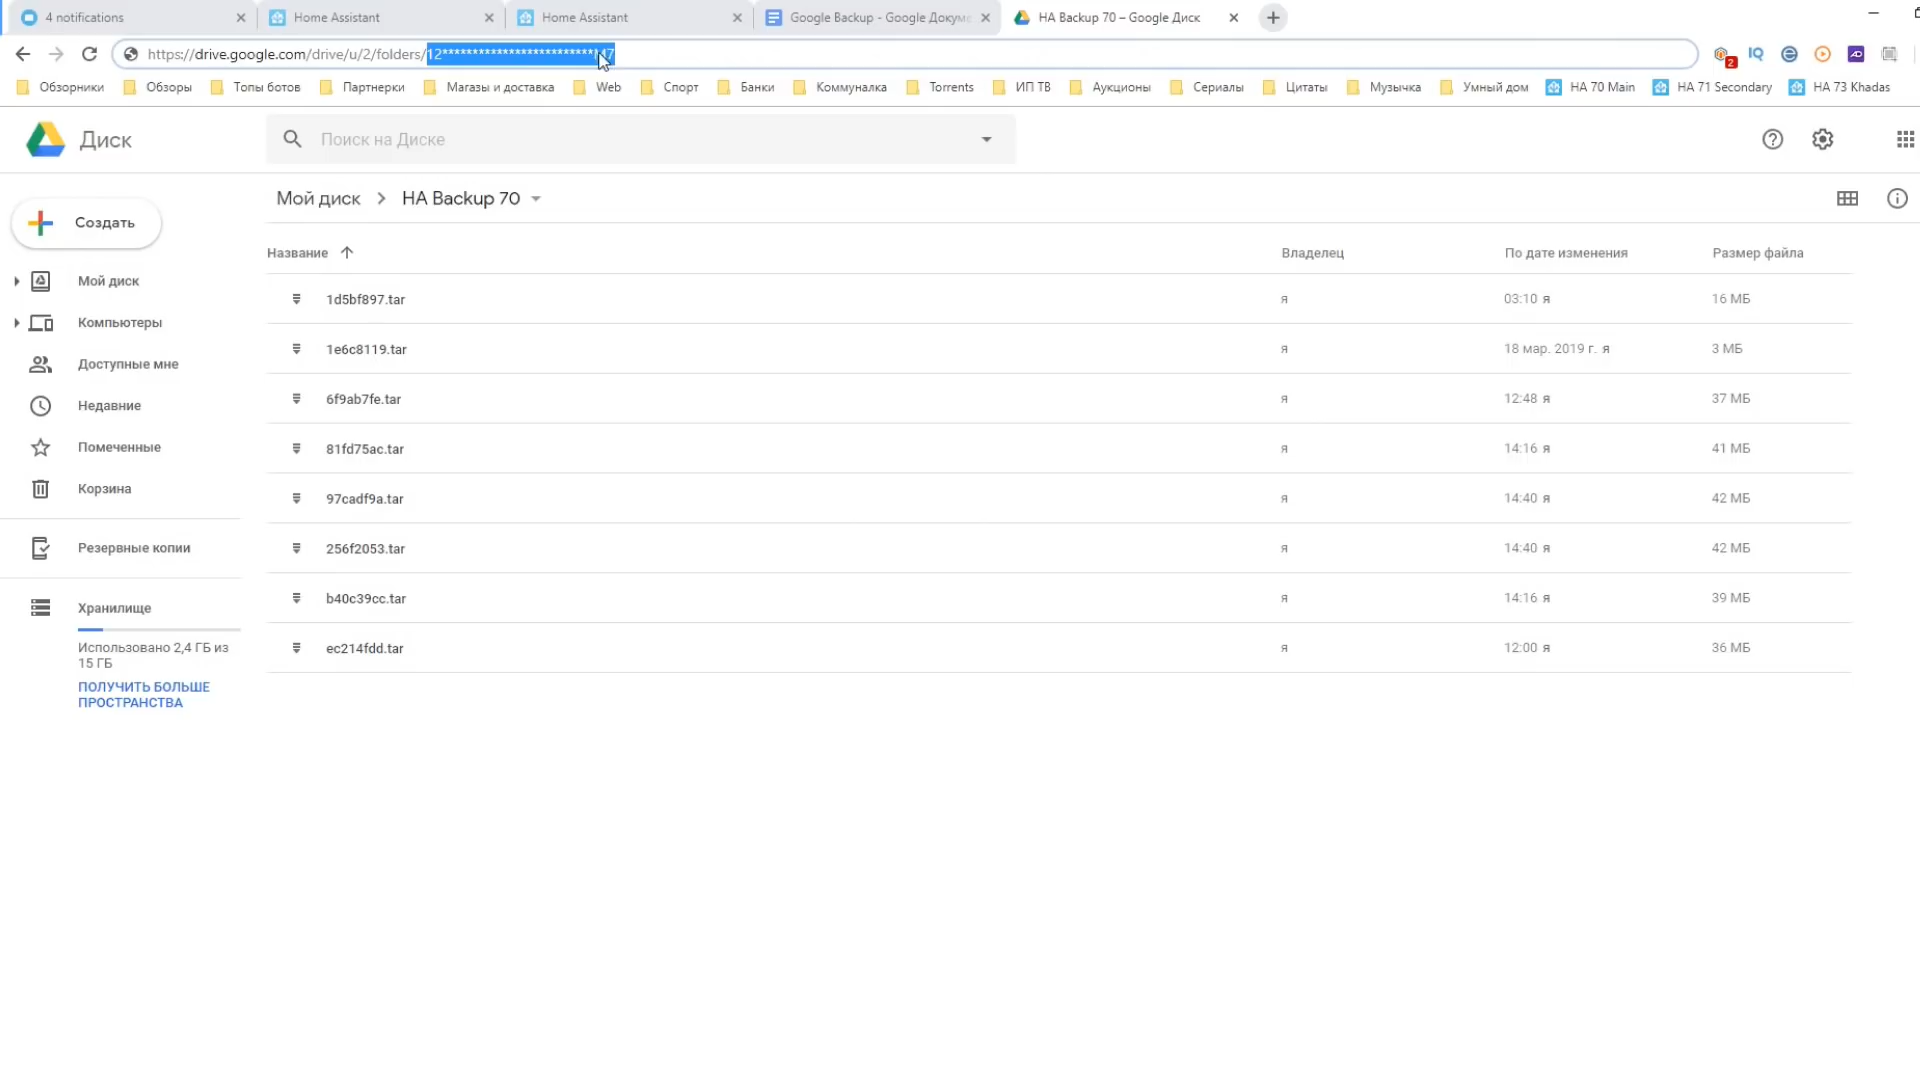 4 notifications
Home Assistant
Home Assistant
Google Backup - Google Докум
HA Backup 70 – Google Диск
https://drive.google.com/drive/u/2/folders/12*************************
2
Обзорники
Обзоры
Топы ботов
Партнерки
Магазы и доставка
Web
Спорт
Банки
Коммуналка
Torrents
ИП ТВ
Аукционы
Сериалы
Цитаты
Музычка
Умный дом
HA 70 Main
HA 71 Secondary
HA 73 Khadas
Диск
Поиск на Диске
Создать
Мой диск
Компьютеры
Доступные мне
Недавние
Помеченные
Корзина
Резервные копии
Хранилище
Использовано 2,4 ГБ из
15 ГБ
ПОЛУЧИТЬ БОЛЬШЕ
ПРОСТРАНСТВА
Мой диск > HA Backup 70
Название Владелец По дате изменения Размер файла
1d5bf897.tar я 03:10 я 16 МБ
1e6c8119.tar я 18 мар. 2019 г. я 3 МБ
6f9ab7fe.tar я 12:48 я 37 МБ
81fd75ac.tar я 14:16 я 41 МБ
97cadf9a.tar я 14:40 я 42 МБ
256f2053.tar я 14:40 я 42 МБ
b40c39cc.tar я 14:16 я 39 МБ
ec214fdd.tar я 12:00 я 36 МБ